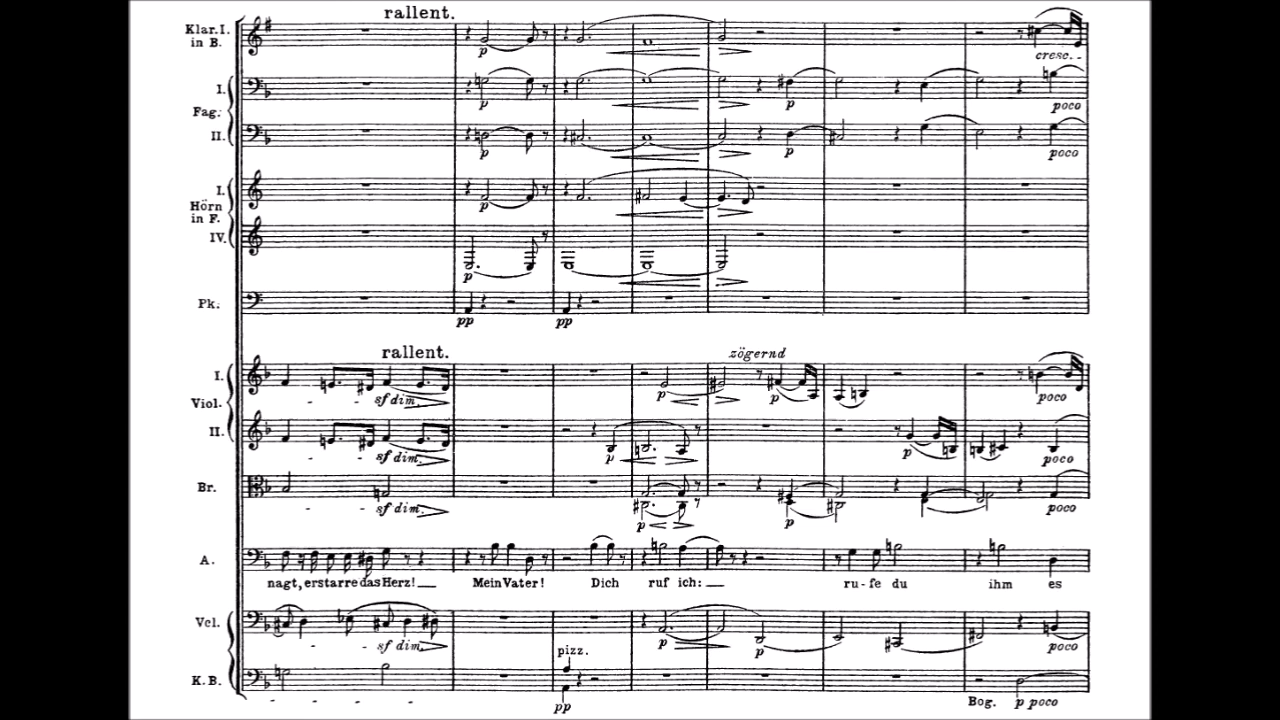 rallent.
Klar.I.
in B.
p
cresc. - -
I.
p
p
poco
Fag:
II.
p
p
poco
I.
p
Hörn
in F.
IV.
p
Pk.
pp
pp
rallent.
zögernd
I.
- - sf dim.
p
p
poco
Viol.
II.
- - sf dim.
p
p
poco
Br.
- - sf dim.
p
p
poco
A.
nagt, erstarre das Herz! Mein Vater! Dich ruf ich: ru-fe du ihm es
Vcl.
- - sf dim.
p
p
poco
pizz.
K.B.
- - - -
pp
Bog. p poco